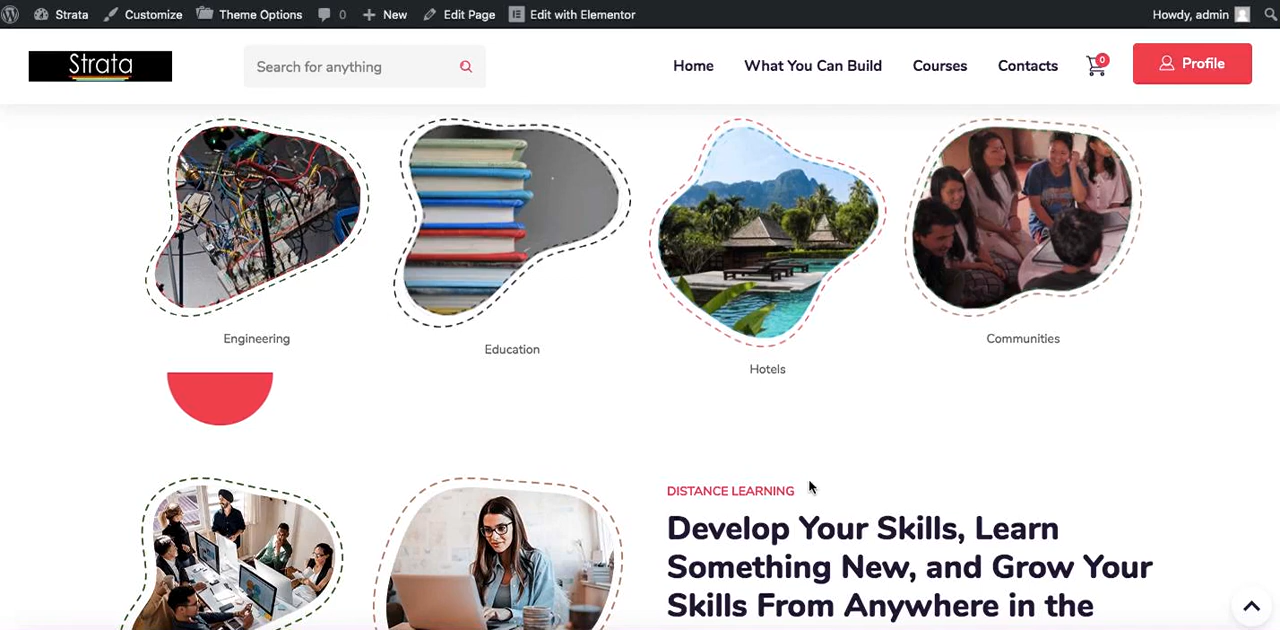 Strata
Customize
Theme Options
0
New
Edit Page
Edit with Elementor
Howdy, admin
Strata
Search for anything
Home
What You Can Build
Courses
Contacts
0
Profile
Engineering
Education
Hotels
Communities
DISTANCE LEARNING
Develop Your Skills, Learn
Something New, and Grow Your
Skills From Anywhere in the